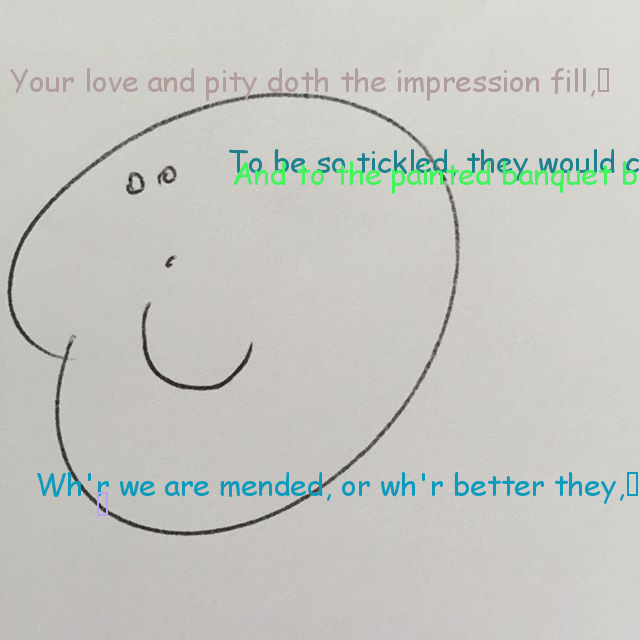 Your love and pity doth the impression fill,
To be so tickled, they would c
And to the painted banquet b
Wh'r we are mended, or wh'r better they,